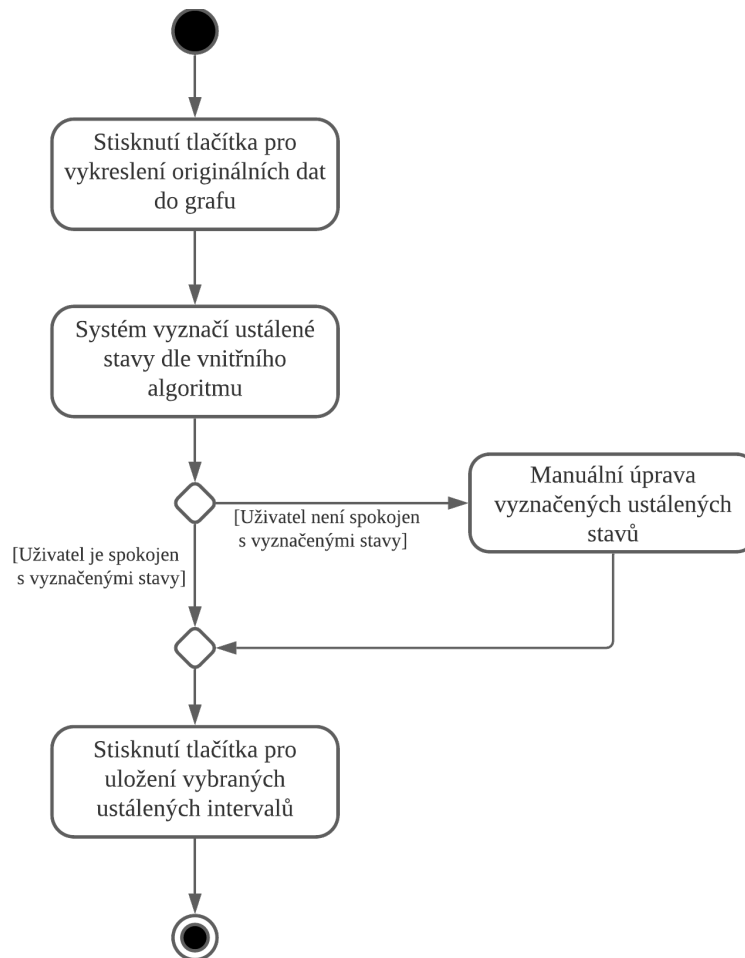 Stisknutí tlačítka pro
vykreslení originálních dat
do grafu
Systém vyznačí ustálené
stavy dle vnitřního
algoritmu
Manuální úprava
vyznačených ustálených
stavů
[Uživatel není spokojen
s vyznačenými stavy]
[Uživatel je spokojen
s vyznačenými stavy]
Stisknutí tlačítka pro
uložení vybraných
ustálených intervalů